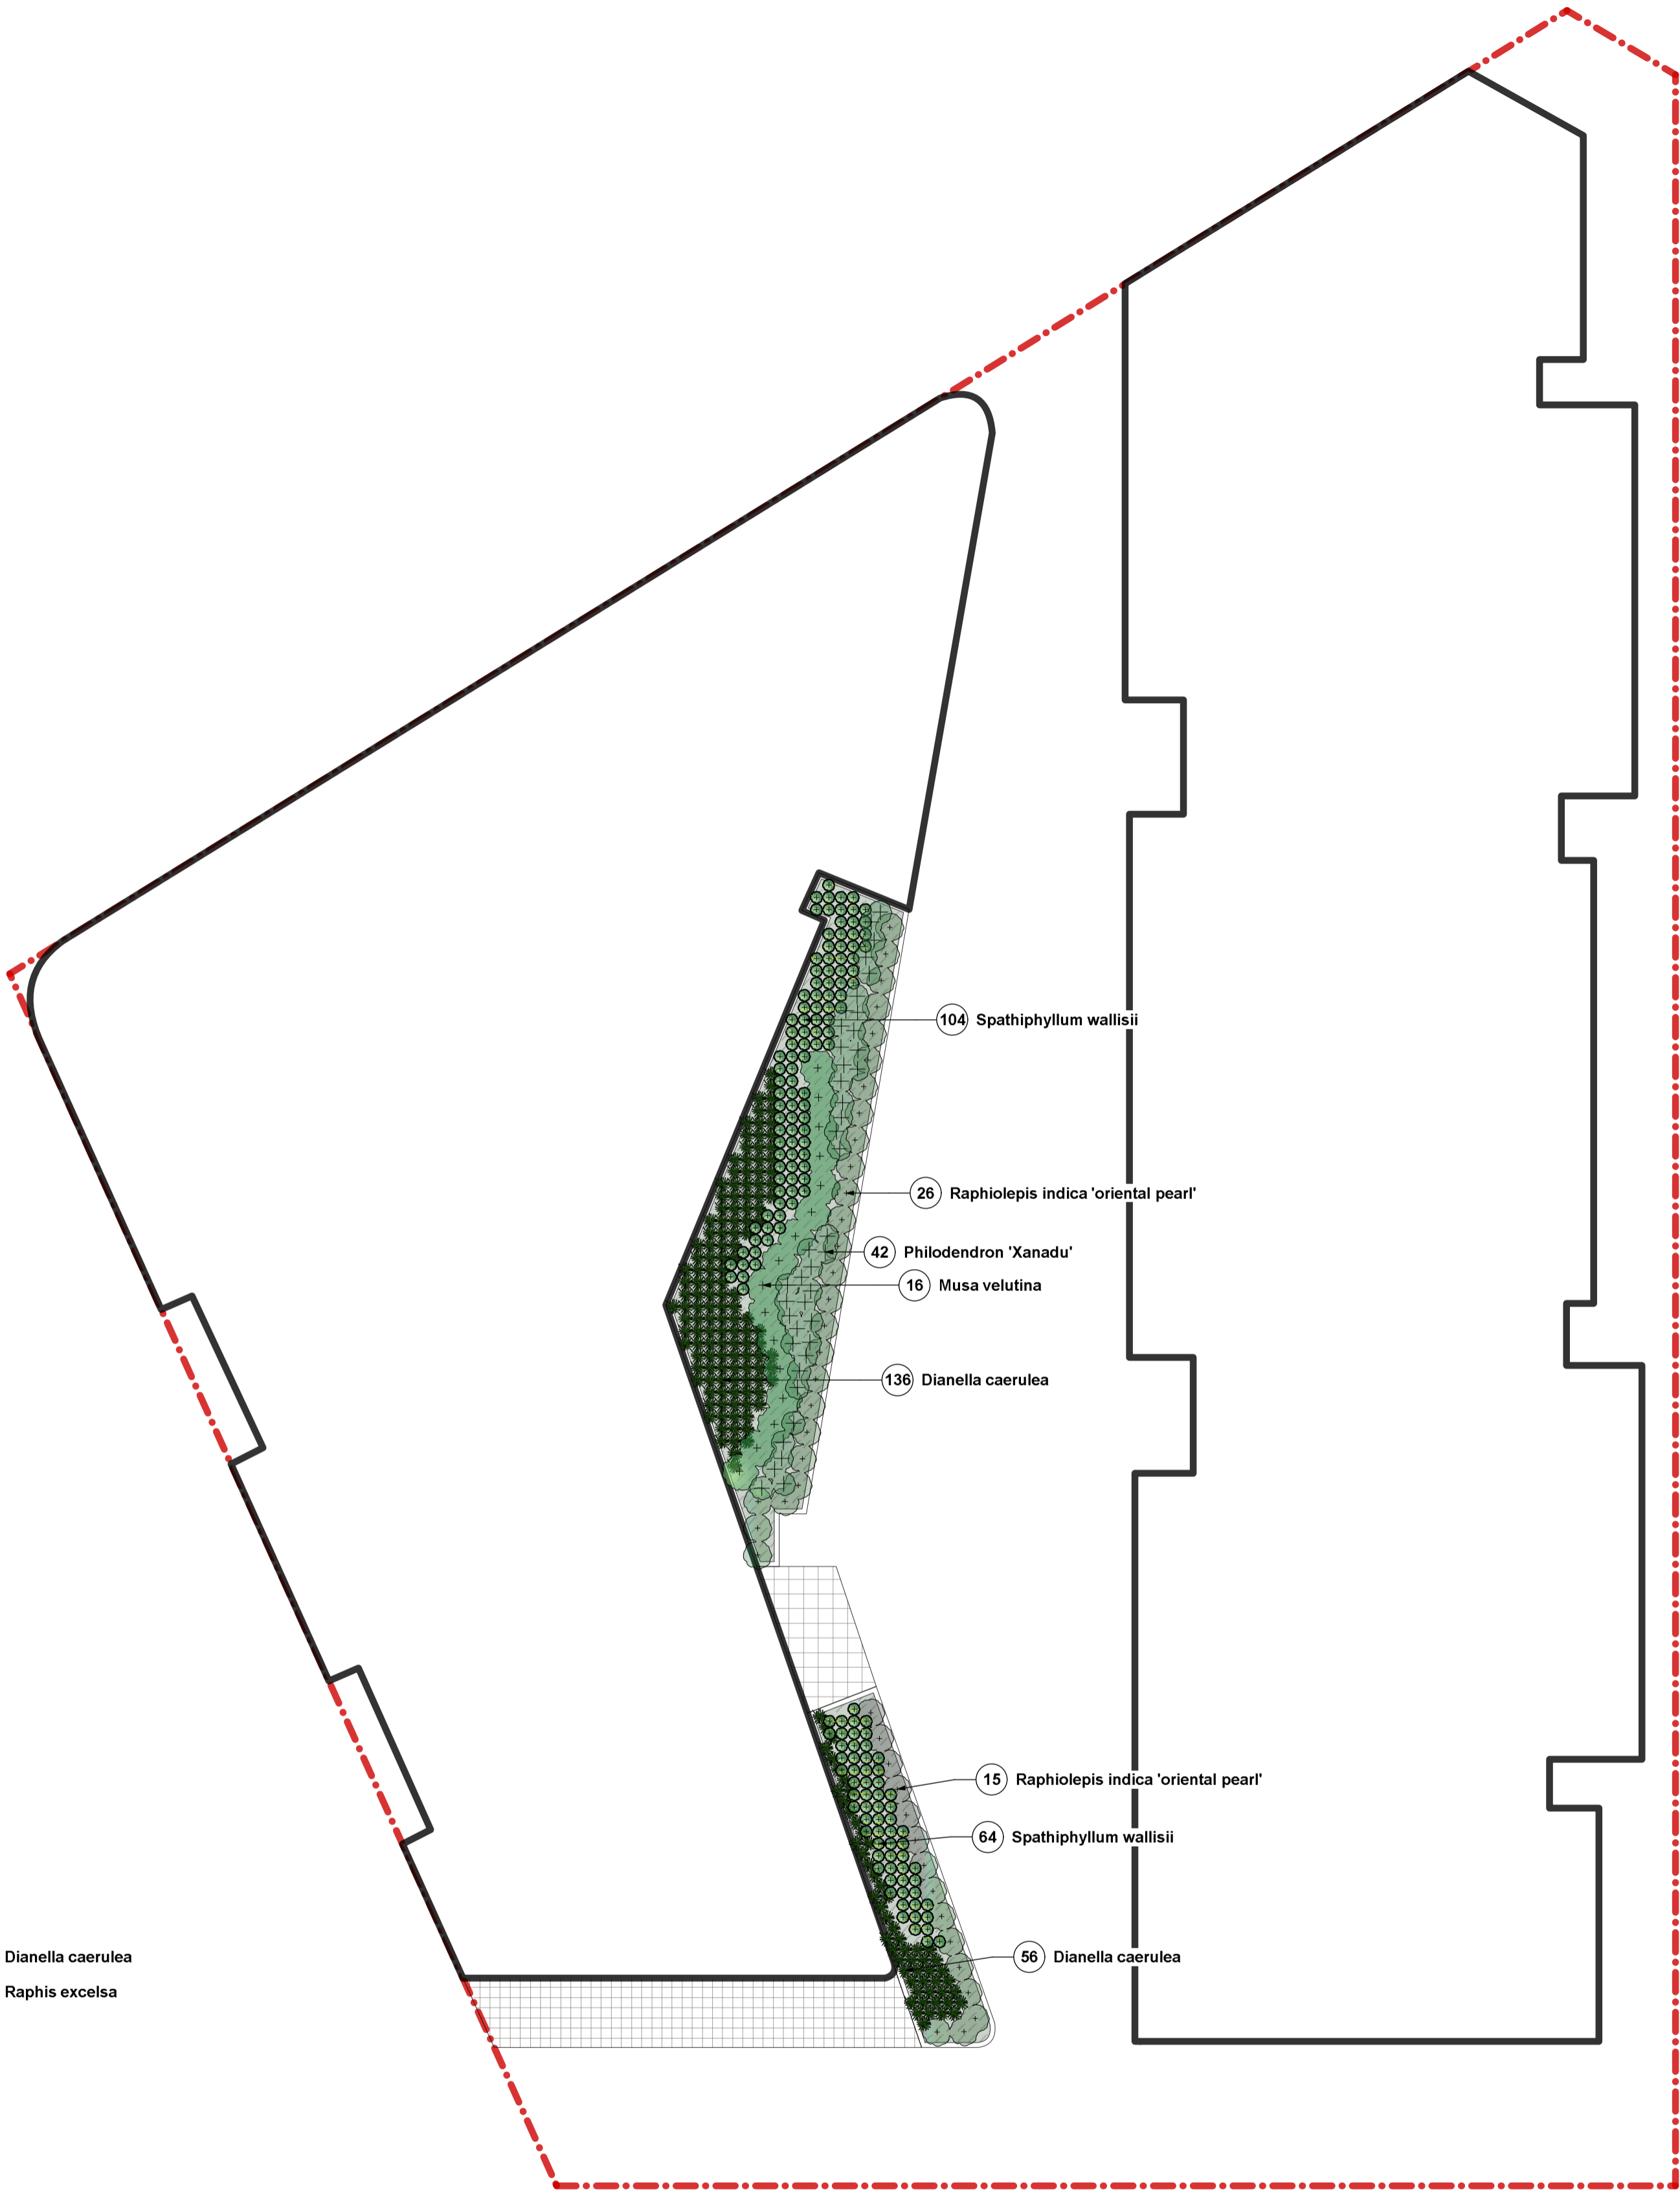 104 Spathiphyllum wallisii
26 Raphiolepis indica 'oriental pearl'
42 Philodendron 'Xanadu'
16 Musa velutina
136 Dianella caerulea
15 Raphiolepis indica 'oriental pearl'
64 Spathiphyllum wallisii
56 Dianella caerulea
Dianella caerulea
Raphis excelsa